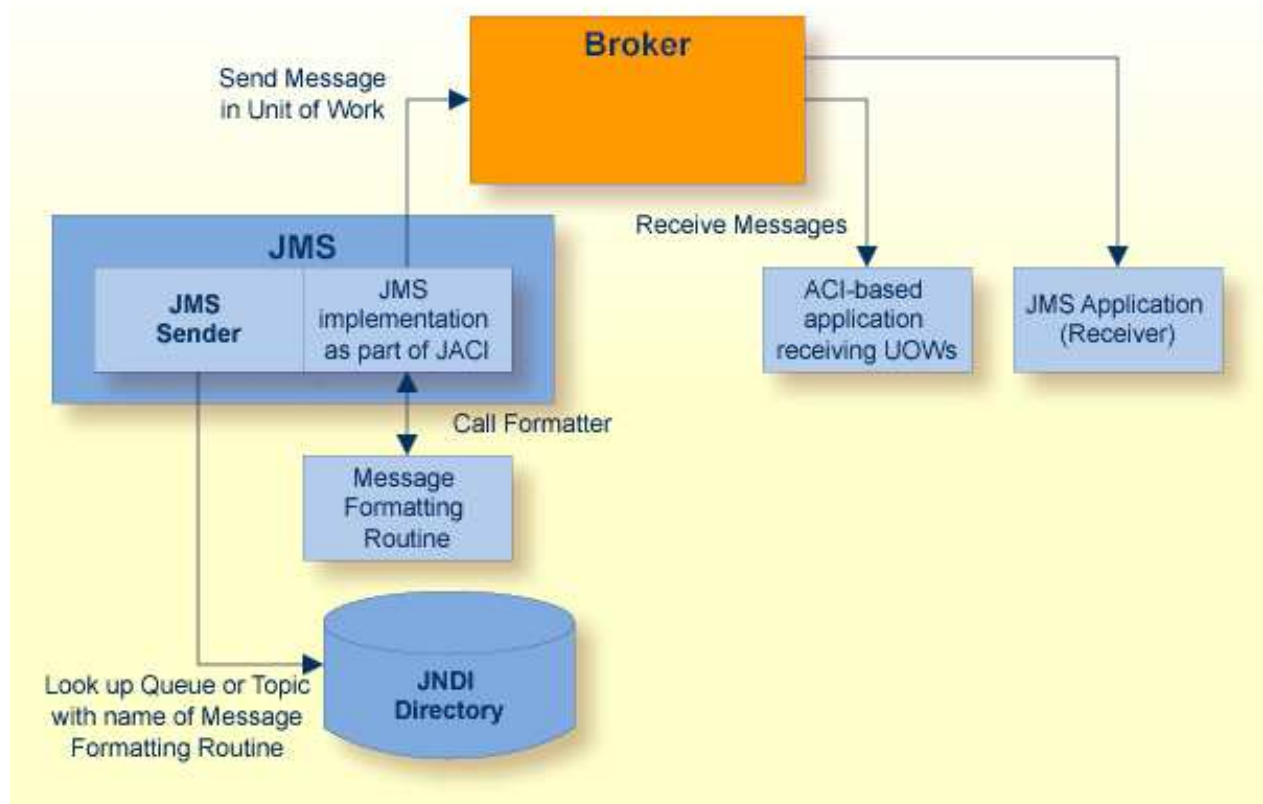 Broker
Send Message
in Unit of Work
Receive Messages
JMS
JMS
Sender
JMS
implementation
as part of JACI
ACI-based
application
receiving UOWs
JMS Application
(Receiver)
Call Formatter
Message
Formatting
Routine
Look up Queue or Topic
with name of Message
Formatting Routine
JNDI
Directory